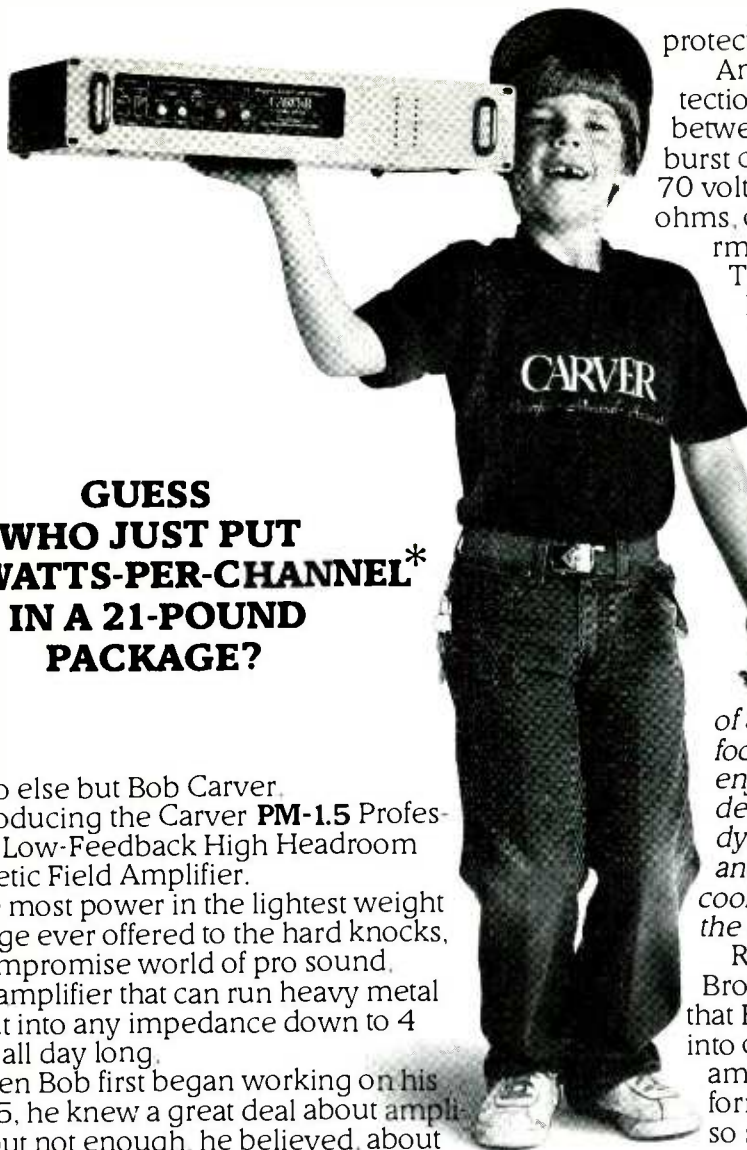 CARVER
CARVER
GUESS
WHO JUST PUT
WATTS-PER-CHANNEL*
IN A 21-POUND
PACKAGE?
o else but Bob Carver.
oducing the Carver PM-1.5 Profes-
Low-Feedback High Headroom
etic Field Amplifier.
most power in the lightest weight
ge ever offered to the hard knocks,
mpromise world of pro sound.
amplifier that can run heavy metal
t into any impedance down to 4
all day long.
en Bob first began working on his
5, he knew a great deal about ampli-
out not enough, he believed, about
protec
An
tection
betwe
burst o
70 volt
ohms, o
rm
T
of a
foc
en
de
dy
an
cool
the
R
Bro
that B
into o
am
for
so a